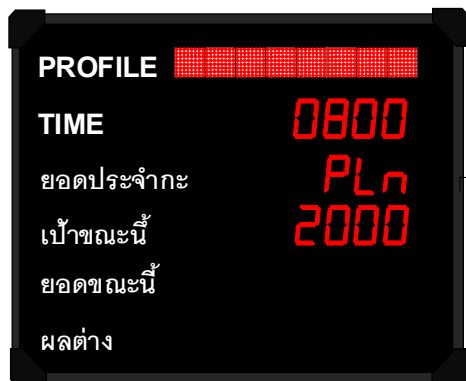 PROFILE
TIME 0800
ยอดประจำกะ PLn
เป้าขณะนี้ 2000
ยอดขณะนี้
ผลต่าง